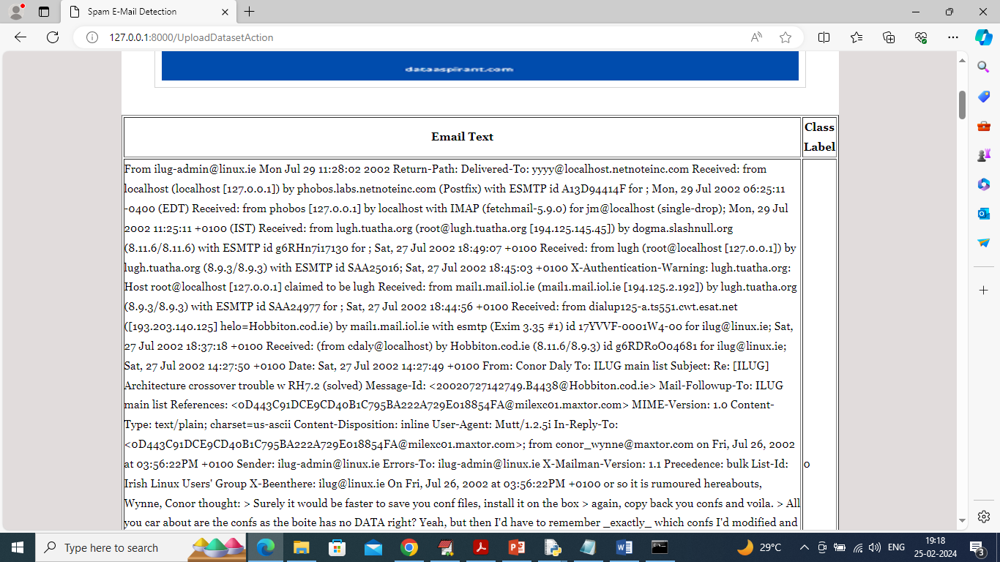 Spam E-Mail Detection
127.0.0.1:8000/UploadDatasetAction
dataaspirant.com
Email Text
Class
Label
From ilug-admin@linux.ie Mon Jul 29 11:28:02 2002 Return-Path: Delivered-To: yyyy@localhost.netnoteinc.com Received: from
localhost (localhost [127.0.0.1]) by phobos.labs.netnoteinc.com (Postfix) with ESMTP id A13D94414F for ; Mon, 29 Jul 2002 06:25:11
-0400 (EDT) Received: from phobos [127.0.0.1] by localhost with IMAP (fetchmail-5.9.0) for jm@localhost (single-drop); Mon, 29 Jul
2002 11:25:11 +0100 (IST) Received: from lugh.tuatha.org (root@lugh.tuatha.org [194.125.145.45]) by dogma.slashnull.org
(8.11.6/8.11.6) with ESMTP id g6RHn7i17130 for ; Sat, 27 Jul 2002 18:49:07 +0100 Received: from lugh (root@localhost [127.0.0.1]) by
lugh.tuatha.org (8.9.3/8.9.3) with ESMTP id SAA25016; Sat, 27 Jul 2002 18:45:03 +0100 X-Authentication-Warning: lugh.tuatha.org:
Host root@localhost [127.0.0.1] claimed to be lugh Received: from mail1.mail.iol.ie (mail1.mail.iol.ie [194.125.2.192]) by lugh.tuatha.org
(8.9.3/8.9.3) with ESMTP id SAA24977 for ; Sat, 27 Jul 2002 18:44:56 +0100 Received: from dialup125-a.ts551.cwt.esat.net
([193.203.140.125] helo=Hobbiton.cod.ie) by mail1.mail.iol.ie with esmtp (Exim 3.35 #1) id 17YVVF-0001W4-00 for ilug@linux.ie; Sat,
27 Jul 2002 18:37:18 +0100 Received: (from cdaly@localhost) by Hobbiton.cod.ie (8.11.6/8.9.3) id g6RDRoO04681 for ilug@linux.ie;
Sat, 27 Jul 2002 14:27:50 +0100 Date: Sat, 27 Jul 2002 14:27:49 +0100 From: Conor Daly To: ILUG main list Subject: Re: [ILUG]
Architecture crossover trouble w RH7.2 (solved) Message-Id: <20020727142749.B4438@Hobbiton.cod.ie> Mail-Followup-To: ILUG
main list References: <0D443C91DCE9CD40B1C795BA222A729E018854FA@milexc01.maxtor.com> MIME-Version: 1.0 Content-
Type: text/plain; charset=us-ascii Content-Disposition: inline User-Agent: Mutt/1.2.5i In-Reply-To:
<0D443C91DCE9CD40B1C795BA222A729E018854FA@milexc01.maxtor.com>; from conor_wynne@maxtor.com on Fri, Jul 26, 2002
at 03:56:22PM +0100 Sender: ilug-admin@linux.ie Errors-To: ilug-admin@linux.ie X-Mailman-Version: 1.1 Precedence: bulk List-Id:
0
Irish Linux Users' Group X-Beenthere: ilug@linux.ie On Fri, Jul 26, 2002 at 03:56:22PM +0100 or so it is rumoured hereabouts,
Wynne, Conor thought: > Surely it would be faster to save you conf files, install it on the box > again, copy back you confs and voila. > All
you car about are the confs as the boite has no DATA right? Yeah, but then I'd have to remember _exactly_ which confs I'd modified and
Type here to search
29°C
ENG
19:18
25-02-2024
3